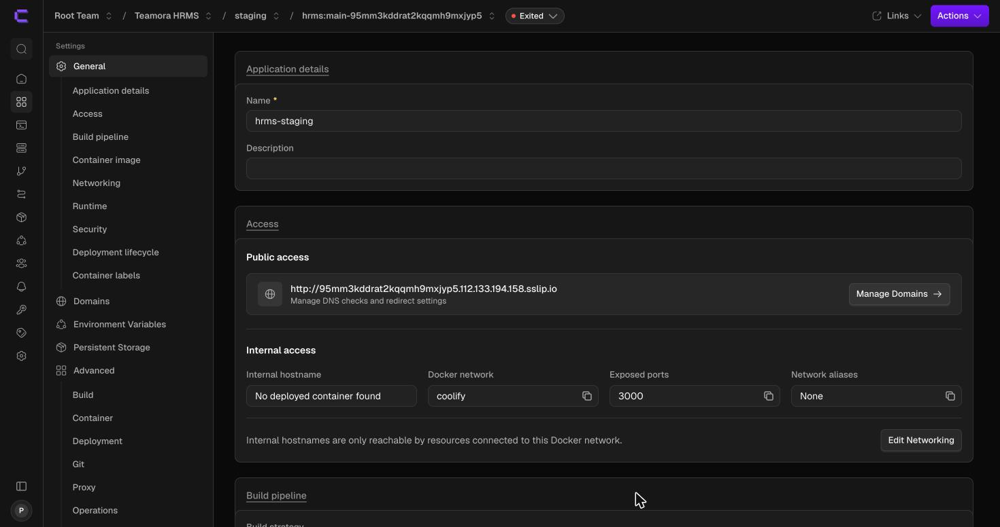 Root Team / Teamora HRMS / staging / hrms:main-95mm3kddrat2kqqmh9mxjyp5 Exited
Links
Actions
Settings
General
Application details
Access
Build pipeline
Container image
Networking
Runtime
Security
Deployment lifecycle
Container labels
Domains
Environment Variables
Persistent Storage
Advanced
Build
Container
Deployment
Git
Proxy
Operations
P
Application details
Name *
hrms-staging
Description
Access
Public access
http://95mm3kddrat2kqqmh9mxjyp5.112.133.194.158.sslip.io
Manage DNS checks and redirect settings
Manage Domains →
Internal access
Internal hostname
No deployed container found
Docker network
coolify
Exposed ports
3000
Network aliases
None
Internal hostnames are only reachable by resources connected to this Docker network.
Edit Networking
Build pipeline
Build strategy